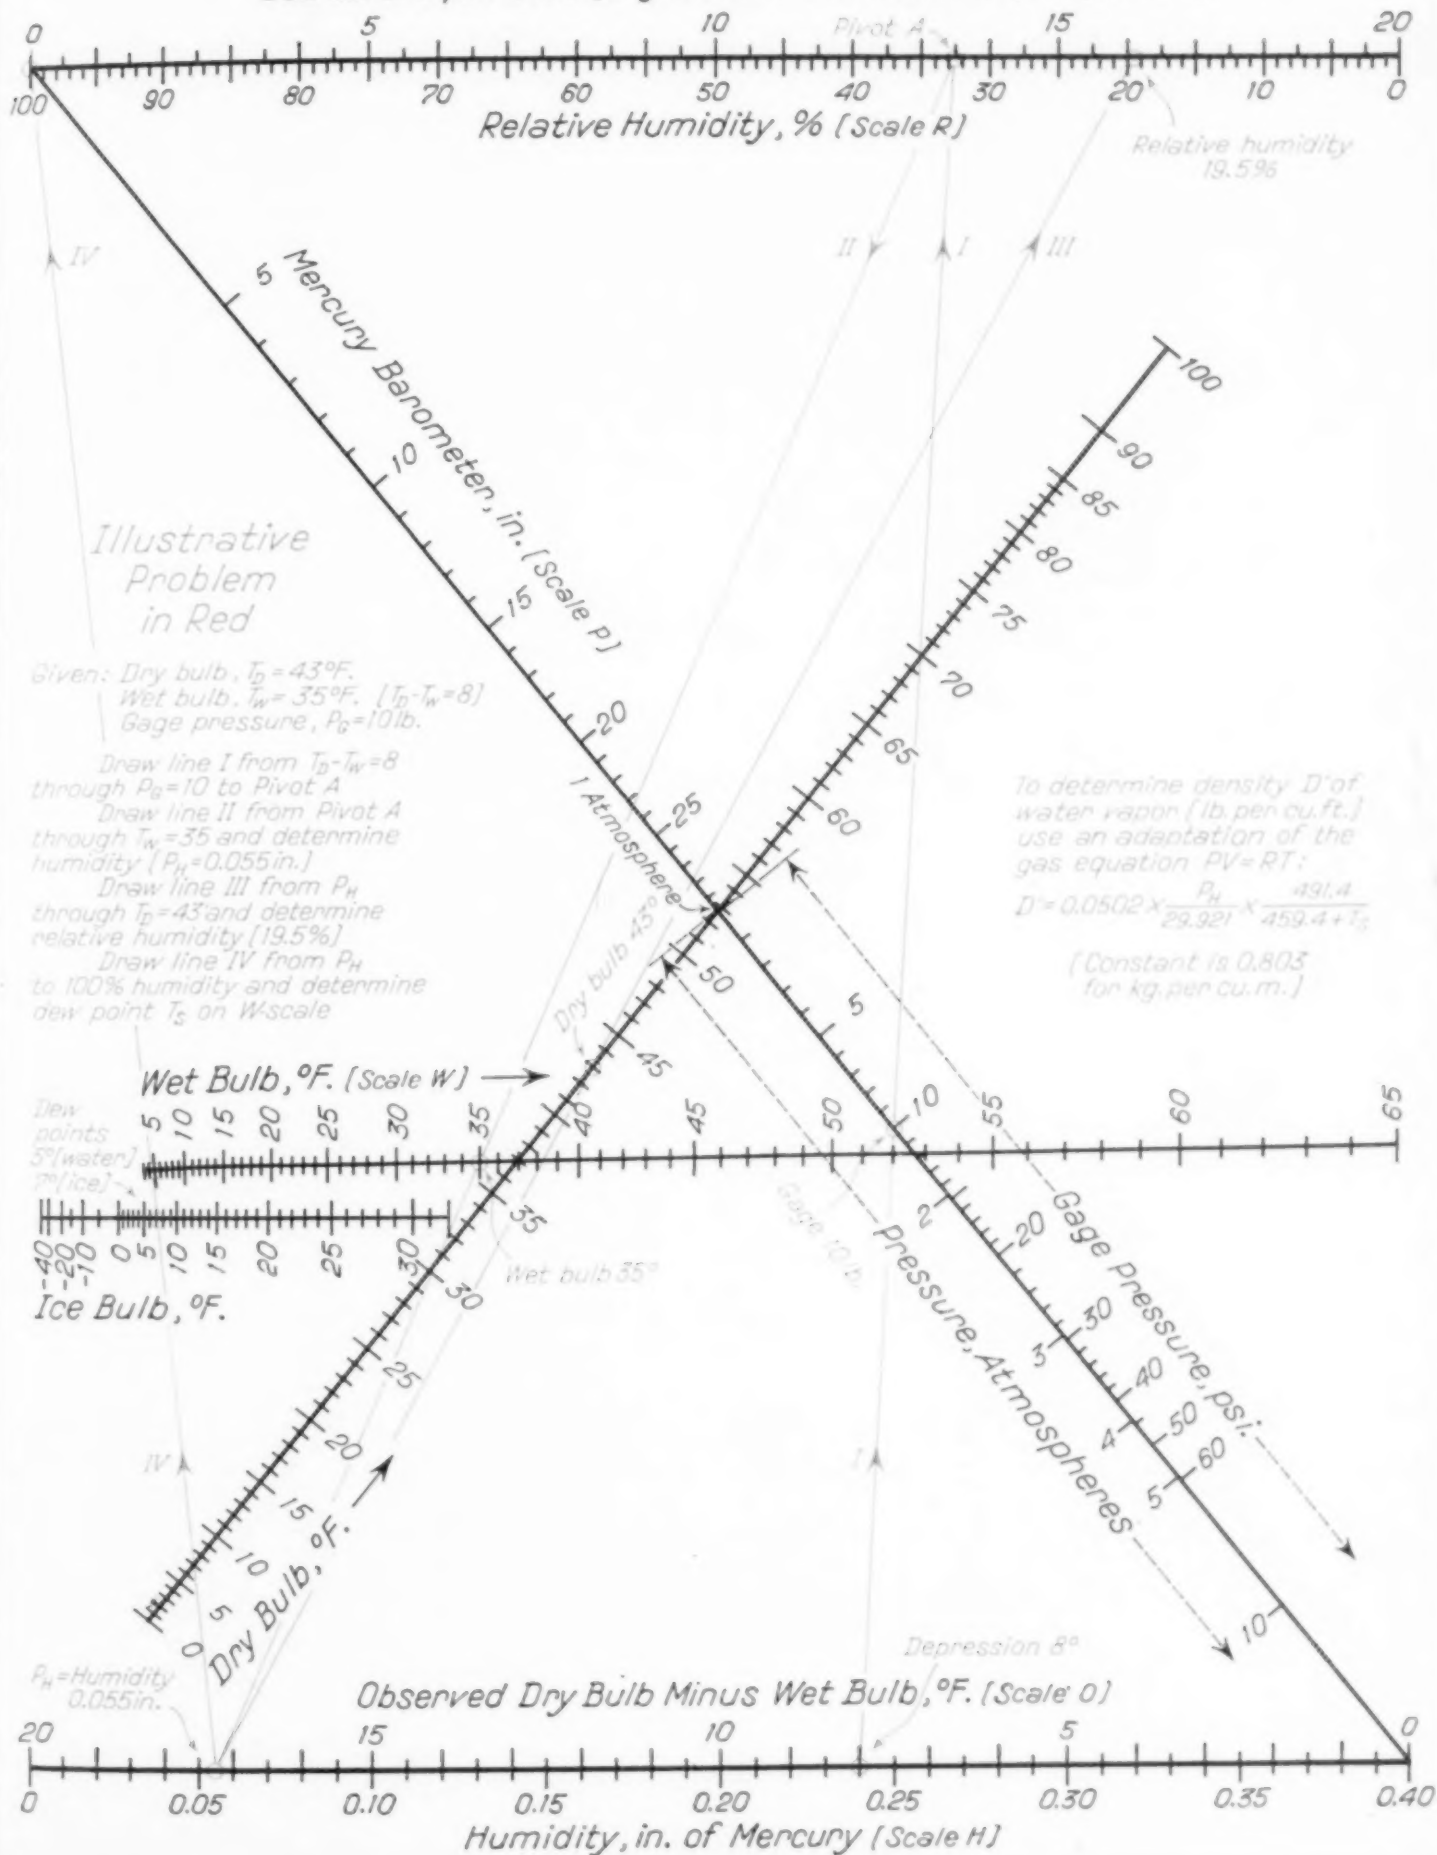 0 5 10 15 20
Pivot A
100 90 80 70 60 50 40 30 20 10 0
Relative Humidity, % [Scale R]
Relative humidity
19.5%
IV
II
I
III
5
10
15
20
25
Mercury Barometer, in. [Scale P]
1 Atmosphere
100
90
85
80
75
70
65
60
50
45
40
35
30
25
20
15
10
5
0
Dry Bulb, °F.
Illustrative
Problem
in Red
Given: Dry bulb, T_D = 43°F.
Wet bulb, T_W = 35°F. [T_D-T_W=8]
Gage pressure, P_G = 10 lb.
Draw line I from T_D-T_W=8
through P_G=10 to Pivot A
Draw line II from Pivot A
through T_W=35 and determine
humidity [P_H=0.055 in.]
Draw line III from P_H
through T_D=43 and determine
relative humidity [19.5%]
Draw line IV from P_H
to 100% humidity and determine
dew point T_S on W-scale
To determine density D' of
water vapor [lb. per cu.ft.]
use an adaptation of the
gas equation PV=RT:
D'=0.0502 × P_H/29.921 × 491.4/459.4+T_S
[Constant is 0.803
for kg. per cu.m.]
Dry bulb 43°
Wet Bulb, °F. [Scale W]
5 10 15 20 25 30 35 40 45 50 55 60 65
Dew
points
5°[water]
7°[ice]
-40 -20 -10 0 5 10 15 20 25 30
Ice Bulb, °F.
Wet bulb 35°
Gage 10 lb.
5
10
20
30
40
50
60
Gage Pressure, psi.
2
3
4
5
10
Pressure, Atmospheres
IV
I
P_H=Humidity
0.055 in.
Depression 8°
Observed Dry Bulb Minus Wet Bulb, °F. [Scale O]
20 15 10 5 0
0 0.05 0.10 0.15 0.20 0.25 0.30 0.35 0.40
Humidity, in. of Mercury [Scale H]